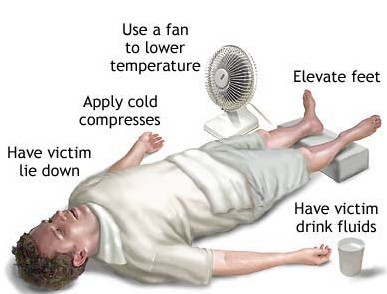 Use a fan
to lower
temperature
Elevate feet
Apply cold
compresses
Have victim
lie down
Have victim
drink fluids